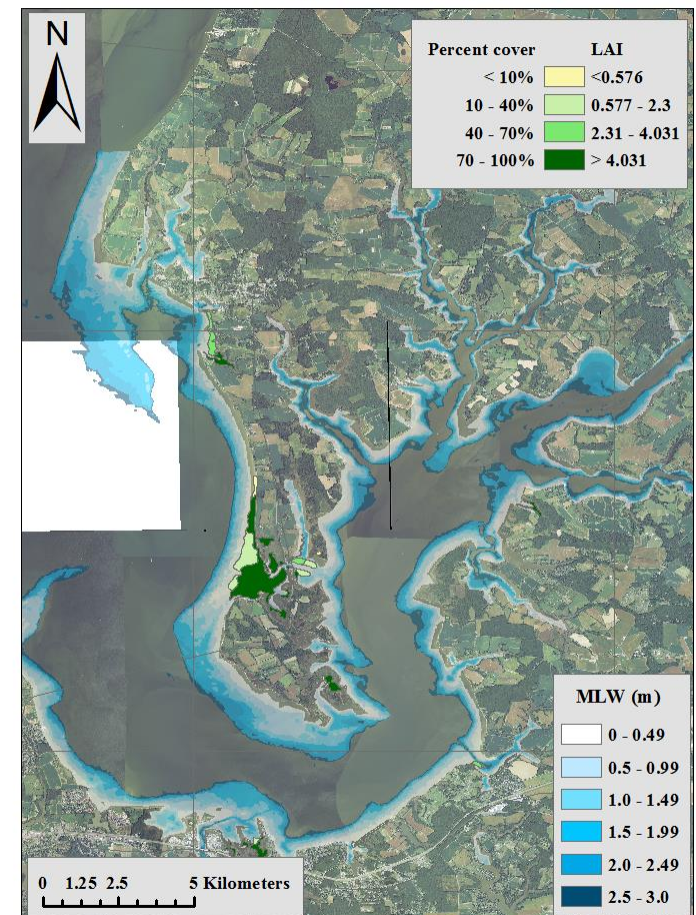 N
Percent cover LAI
< 10% <0.576
10 - 40% 0.577 - 2.3
40 - 70% 2.31 - 4.031
70 - 100% > 4.031
MLW (m)
0 - 0.49
0.5 - 0.99
1.0 - 1.49
1.5 - 1.99
2.0 - 2.49
2.5 - 3.0
0 1.25 2.5 5 Kilometers